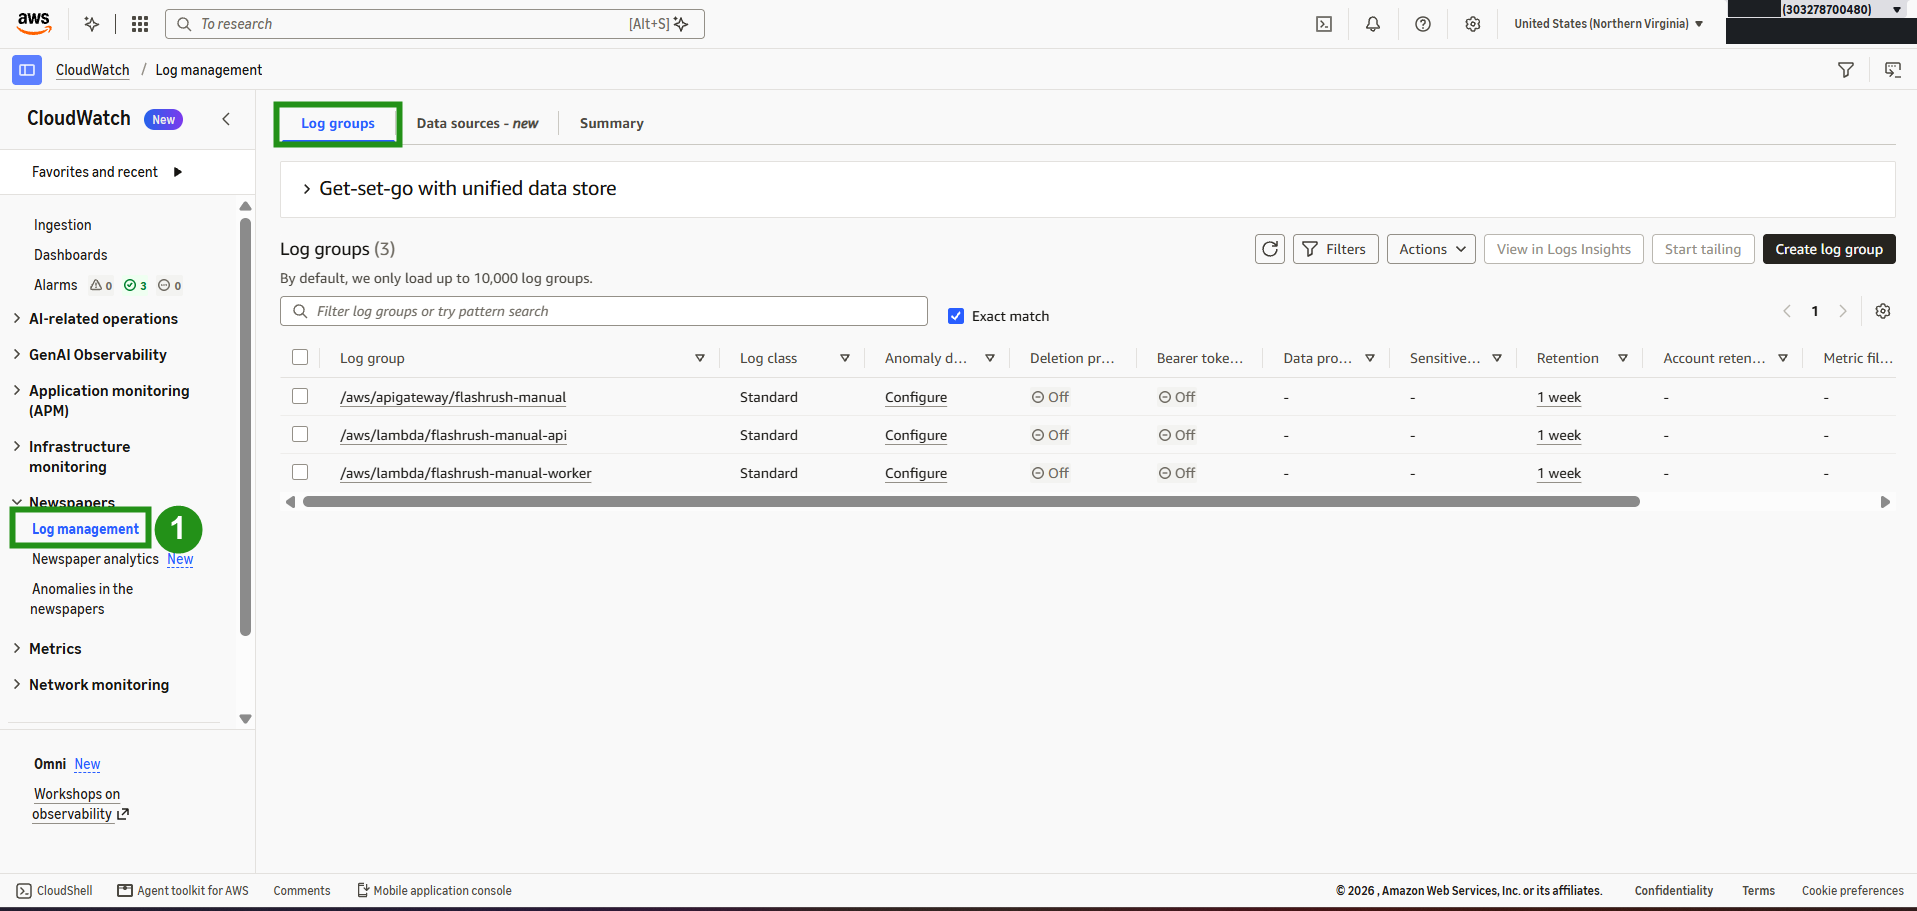 aws
To research
[Alt+S]
United States (Northern Virginia)
(303278700480)
CloudWatch / Log management
CloudWatch New
Favorites and recent
Ingestion
Dashboards
Alarms 0 3 0
AI-related operations
GenAI Observability
Application monitoring
(APM)
Infrastructure
monitoring
Newspapers
Log management
1
Newspaper analytics New
Anomalies in the
newspapers
Metrics
Network monitoring
Omni New
Workshops on
observability
Log groups
Data sources - new
Summary
Get-set-go with unified data store
Log groups (3)
Filters
Actions
View in Logs Insights
Start tailing
Create log group
By default, we only load up to 10,000 log groups.
Filter log groups or try pattern search
Exact match
1
Log group Log class Anomaly d... Deletion pr... Bearer toke... Data pro... Sensitive... Retention Account reten... Metric fil...
/aws/apigateway/flashrush-manual Standard Configure Off Off - - 1 week - -
/aws/lambda/flashrush-manual-api Standard Configure Off Off - - 1 week - -
/aws/lambda/flashrush-manual-worker Standard Configure Off Off - - 1 week - -
CloudShell
Agent toolkit for AWS
Comments
Mobile application console
© 2026 , Amazon Web Services, Inc. or its affiliates.
Confidentiality
Terms
Cookie preferences